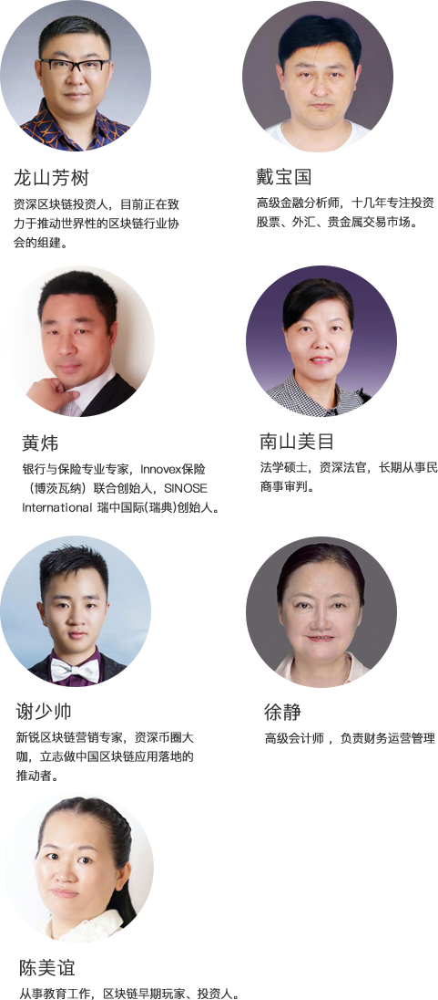 龙山芳树
资深区块链投资人，目前正在致
力于推动世界性的区块链行业协
会的组建。
戴宝国
高级金融分析师，十几年专注投资
股票、外汇、贵金属交易市场。
黄炜
银行与保险专业专家，Innovex保险
（博茨瓦纳）联合创始人，SINOSE
International 瑞中国际(瑞典)创始人。
南山美目
法学硕士，资深法官，长期从事民
商事审判。
谢少帅
新锐区块链营销专家，资深币圈大
咖，立志做中国区块链应用落地的
推动者。
徐静
高级会计师 ，负责财务运营管理
陈美谊
从事教育工作，区块链早期玩家、投资人。